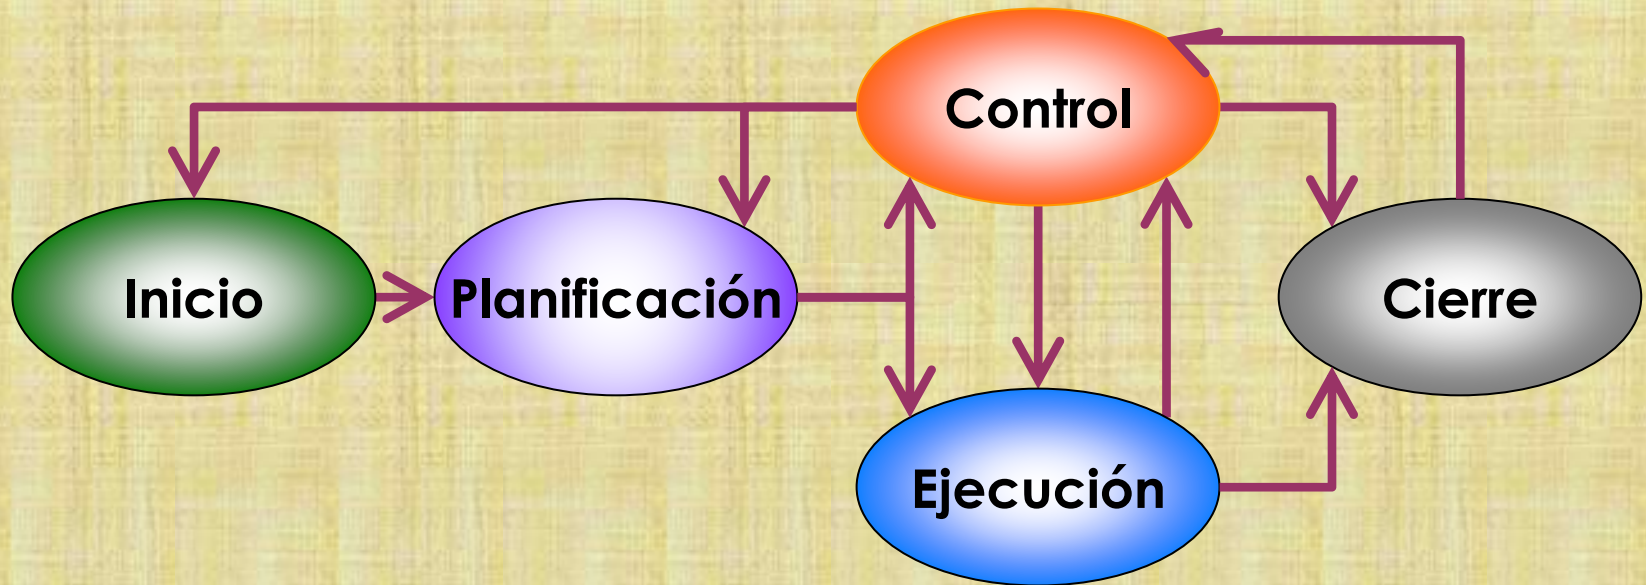 Control
Inicio
Planificación
Cierre
Ejecución